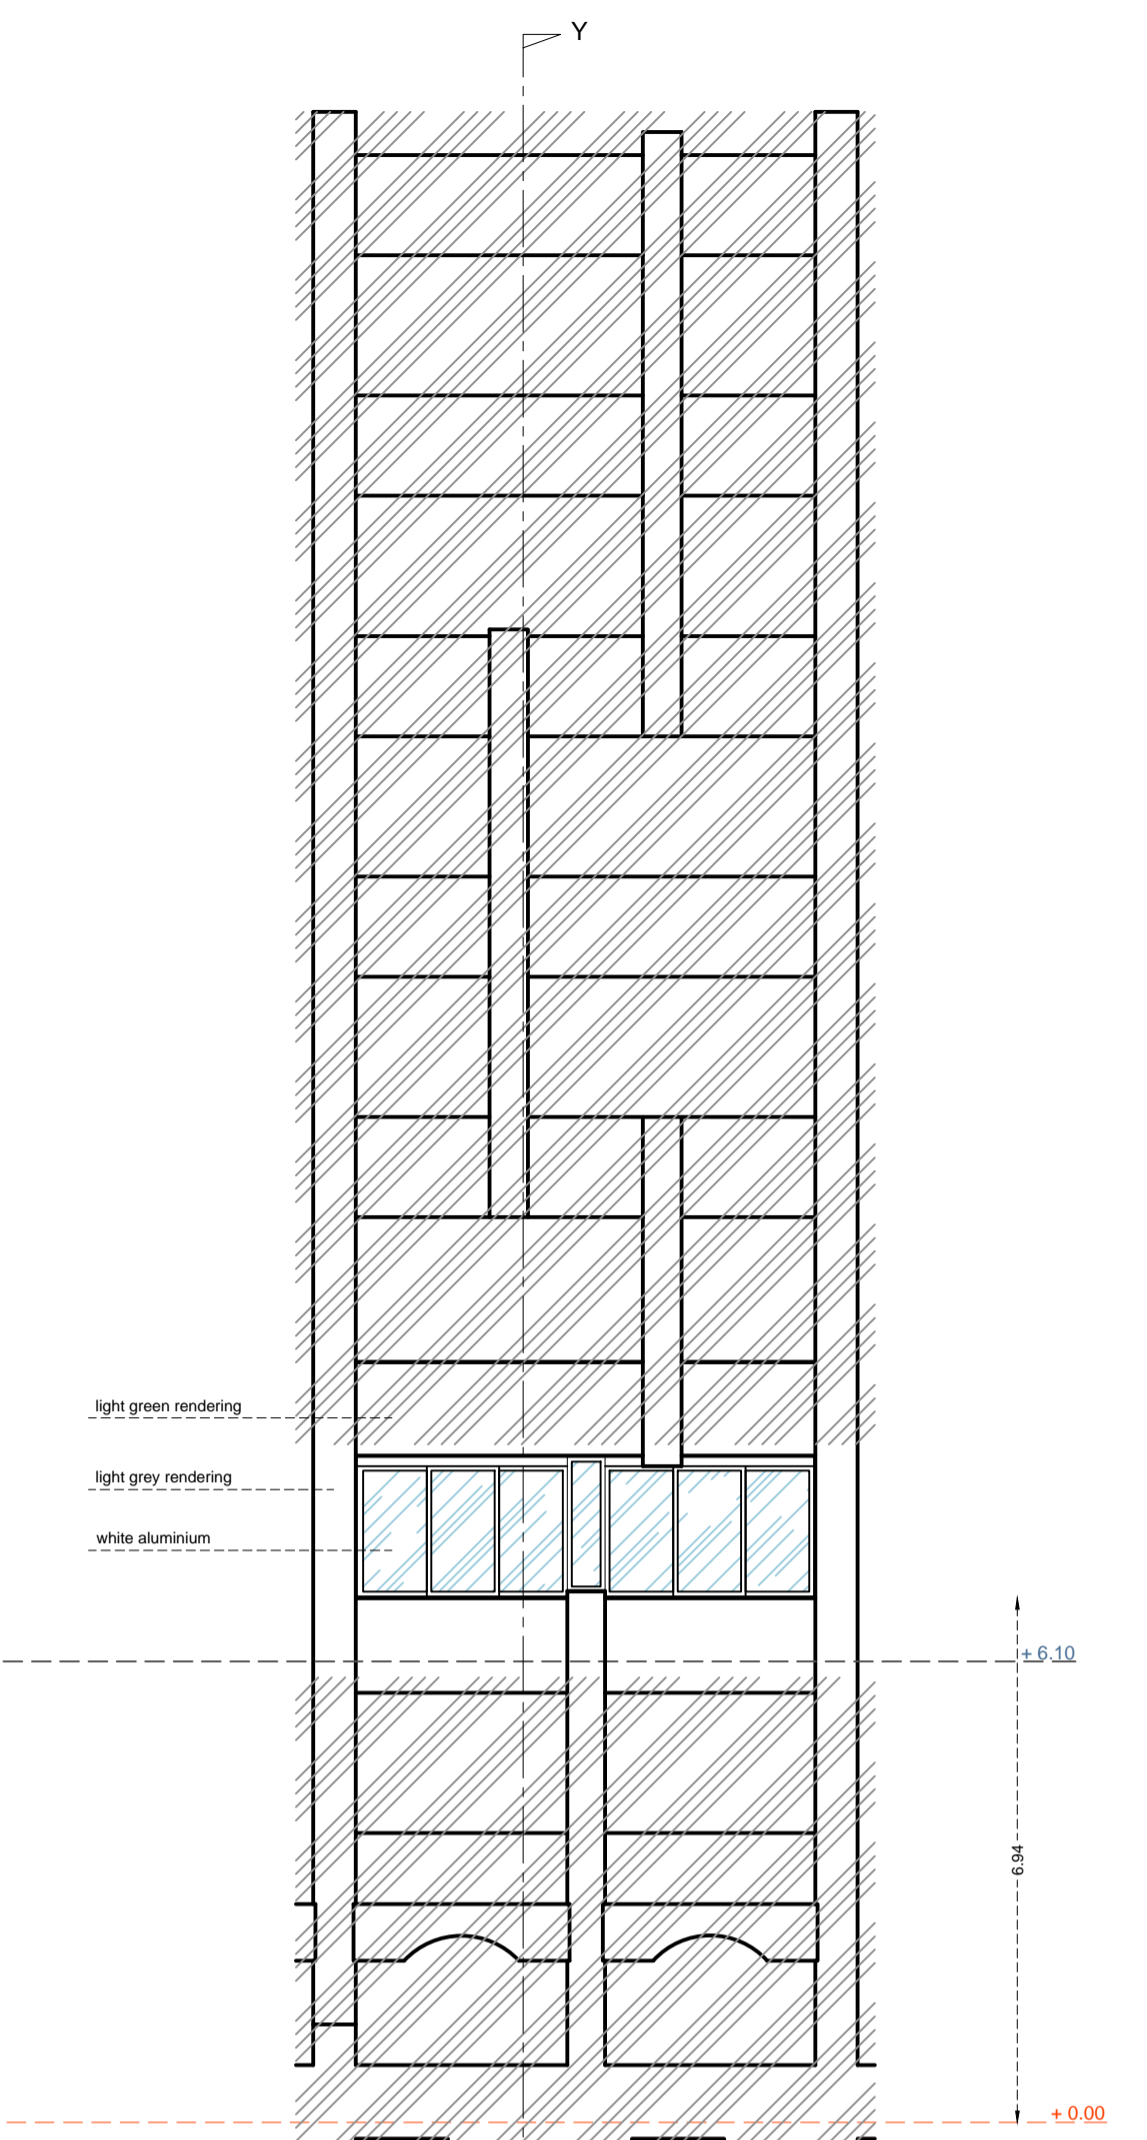 Y
light green rendering
light grey rendering
white aluminium
+ 6.10
6.94
+ 0.00